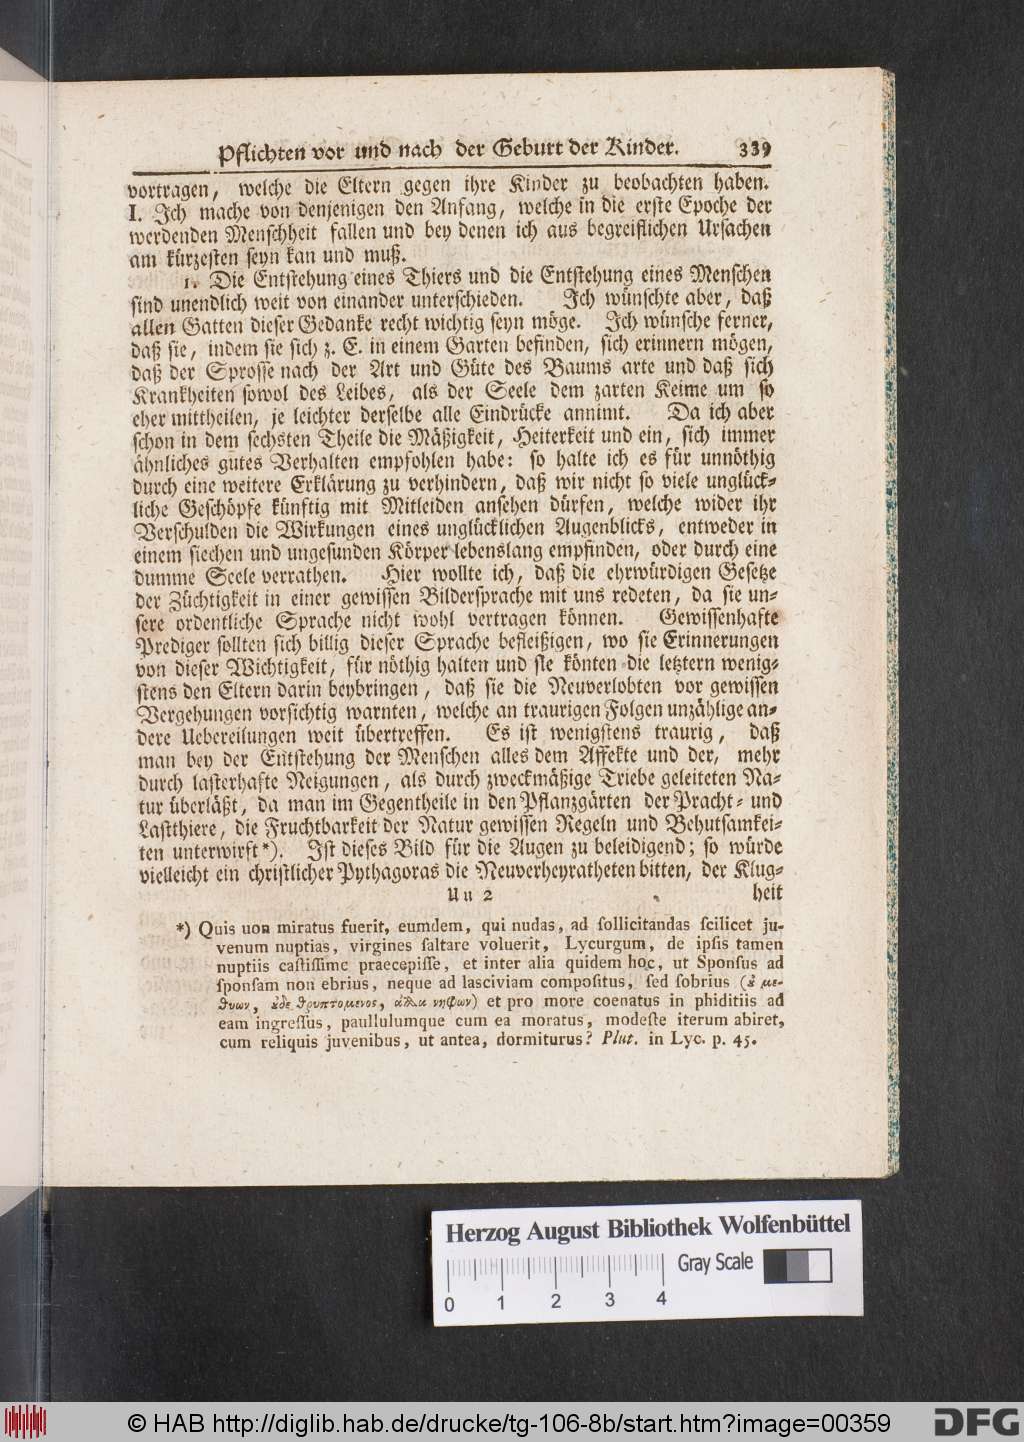 Pflichten vor und nach der Geburt der Kinder. 339
vortragen, welche die Eltern gegen ihre Kinder zu beobachten haben.
I. Ich mache von denjenigen den Anfang, welche in die erste Epoche der
werdenden Menschheit fallen und bey denen ich aus begreiflichen Ursachen
am kürzesten seyn kan und muß.
1. Die Entstehung eines Thiers und die Entstehung eines Menschen
sind unendlich weit von einander unterschieden. Ich wünschte aber, daß
allen Gatten dieser Gedanke recht wichtig seyn möge. Ich wünsche ferner,
daß sie, indem sie sich z. E. in einem Garten befinden, sich erinnern mögen,
daß der Sprosse nach der Art und Güte des Baums arte und daß sich
Krankheiten sowol des Leibes, als der Seele dem zarten Keime um so
eher mittheilen, je leichter derselbe alle Eindrücke annimt. Da ich aber
schon in dem sechsten Theile die Mäßigkeit, Heiterkeit und ein, sich immer
ähnliches gutes Verhalten empfohlen habe: so halte ich es für unnöthig
durch eine weitere Erklärung zu verhindern, daß wir nicht so viele unglück-
liche Geschöpfe künftig mit Mitleiden ansehen dürfen, welche wider ihr
Verschulden die Wirkungen eines unglücklichen Augenblicks, entweder in
einem siechen und ungesunden Körper lebenslang empfinden, oder durch eine
dumme Seele verrathen. Hier wollte ich, daß die ehrwürdigen Gesetze
der Züchtigkeit in einer gewissen Bildersprache mit uns redeten, da sie un-
sere ordentliche Sprache nicht wohl vertragen können. Gewissenhafte
Prediger sollten sich billig dieser Sprache befleißigen, wo sie Erinnerungen
von dieser Wichtigkeit, für nöthig halten und sie könten die letztern wenig-
stens den Eltern darin beybringen, daß sie die Neuverlobten vor gewissen
Vergehungen vorsichtig warnten, welche an traurigen Folgen unzählige an-
dere Uebereilungen weit übertreffen. Es ist wenigstens traurig, daß
man bey der Entstehung der Menschen alles dem Affekte und der, mehr
durch lasterhafte Neigungen, als durch zweckmäßige Triebe geleiteten Na-
tur überläßt, da man im Gegentheile in den Pflanzgärten der Pracht- und
Lastthiere, die Fruchtbarkeit der Natur gewissen Regeln und Behutsamkei-
ten unterwirft *). Ist dieses Bild für die Augen zu beleidigend; so würde
vielleicht ein christlicher Pythagoras die Neuverheyratheten bitten, der Klug-
Uu 2 heit
*) Quis uon miratus fuerit, eumdem, qui nudas, ad sollicitandas scilicet ju-
venum nuptias, virgines saltare voluerit, Lycurgum, de ipsis tamen
nuptiis castissime praecepisse, et inter alia quidem hoc, ut Sponsus ad
sponsam non ebrius, neque ad lasciviam compositus, sed sobrius (ȣ με-
θυων, ȣδε θρυπτομενος, αλλα νηφων) et pro more coenatus in phiditiis ad
eam ingressus, paullulumque cum ea moratus, modeste iterum abiret,
cum reliquis juvenibus, ut antea, dormiturus? Plut. in Lyc. p. 45.
Herzog August Bibliothek Wolfenbüttel
Gray Scale
0 1 2 3 4
© HAB http://diglib.hab.de/drucke/tg-106-8b/start.htm?image=00359
DFG